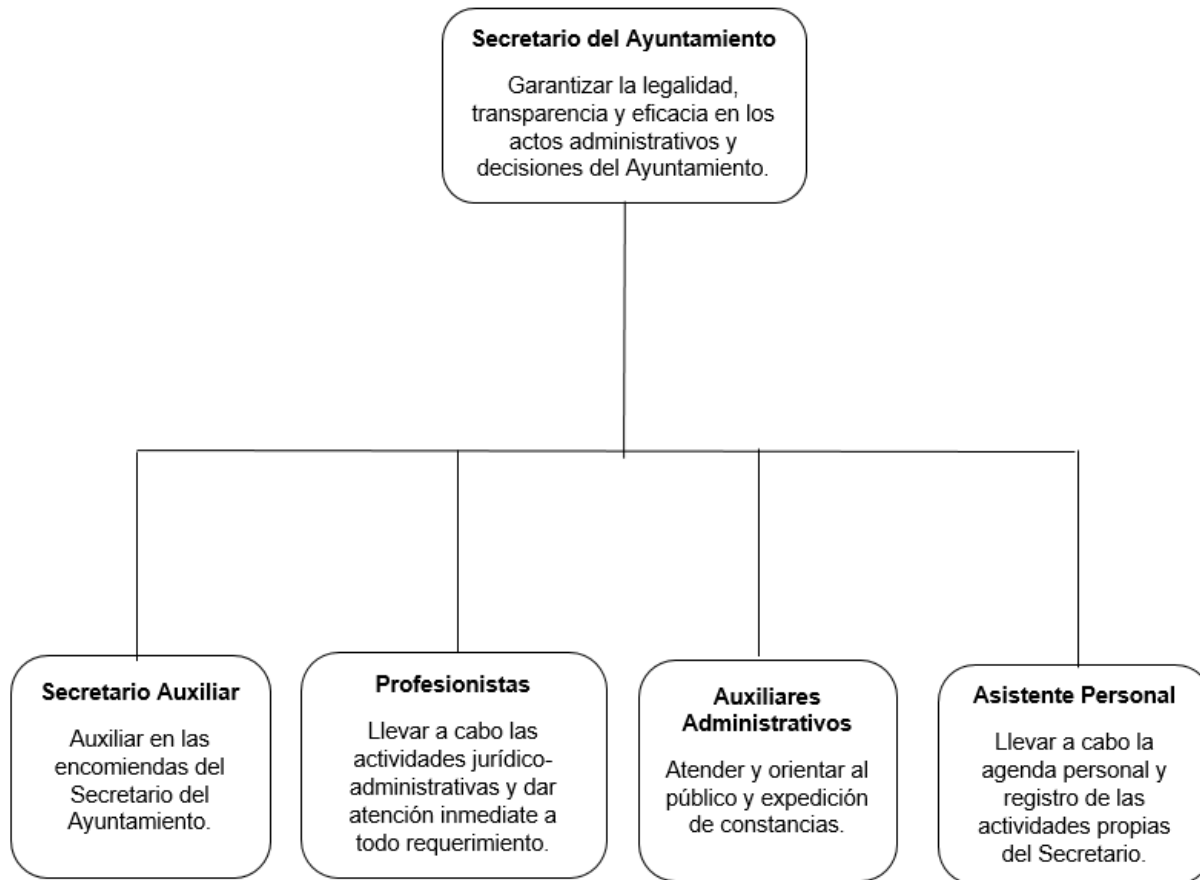 Secretario del Ayuntamiento
Garantizar la legalidad,
transparencia y eficacia en los
actos administrativos y
decisiones del Ayuntamiento.
Secretario Auxiliar
Auxiliar en las
encomiendas del
Secretario del
Ayuntamiento.
Profesionistas
Llevar a cabo las
actividades jurídico-
administrativas y dar
atención inmediate a
todo requerimiento.
Auxiliares
Administrativos
Atender y orientar al
público y expedición
de constancias.
Asistente Personal
Llevar a cabo la
agenda personal y
registro de las
actividades propias
del Secretario.